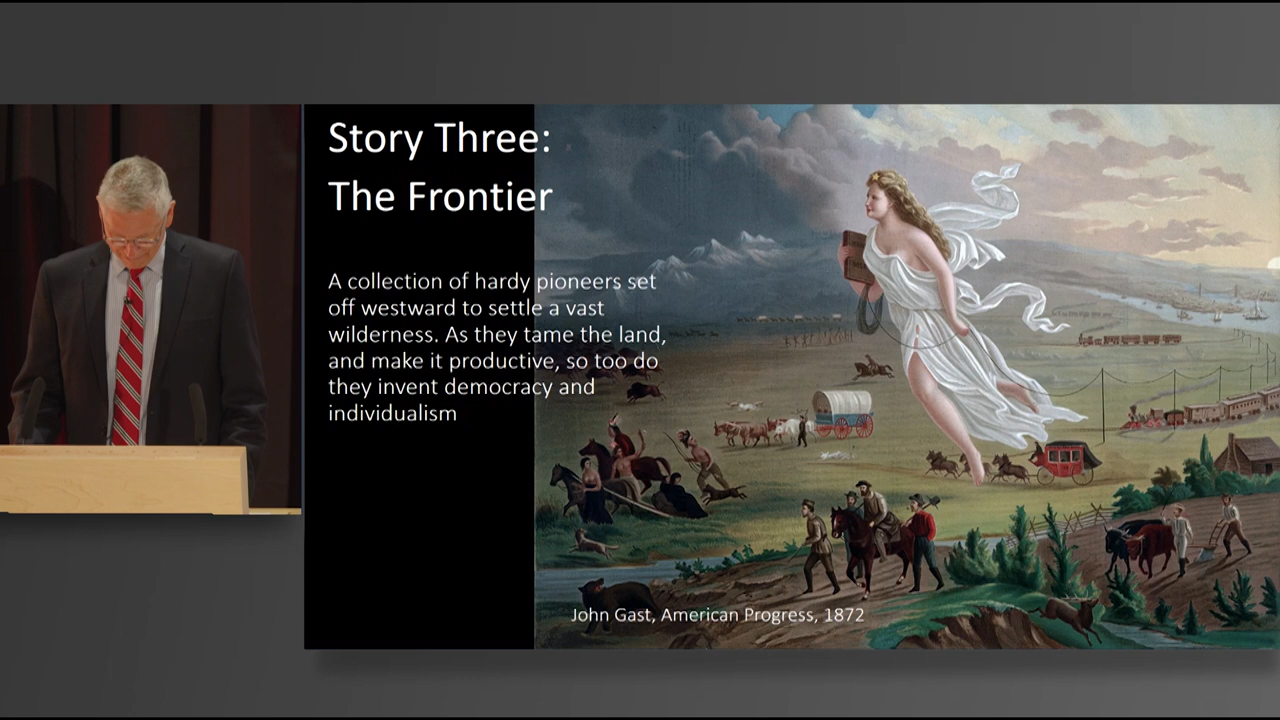 Story Three:
The Frontier
A collection of hardy pioneers set
off westward to settle a vast
wilderness. As they tame the land,
and make it productive, so too do
they invent democracy and
individualism
John Gast, American Progress, 1872